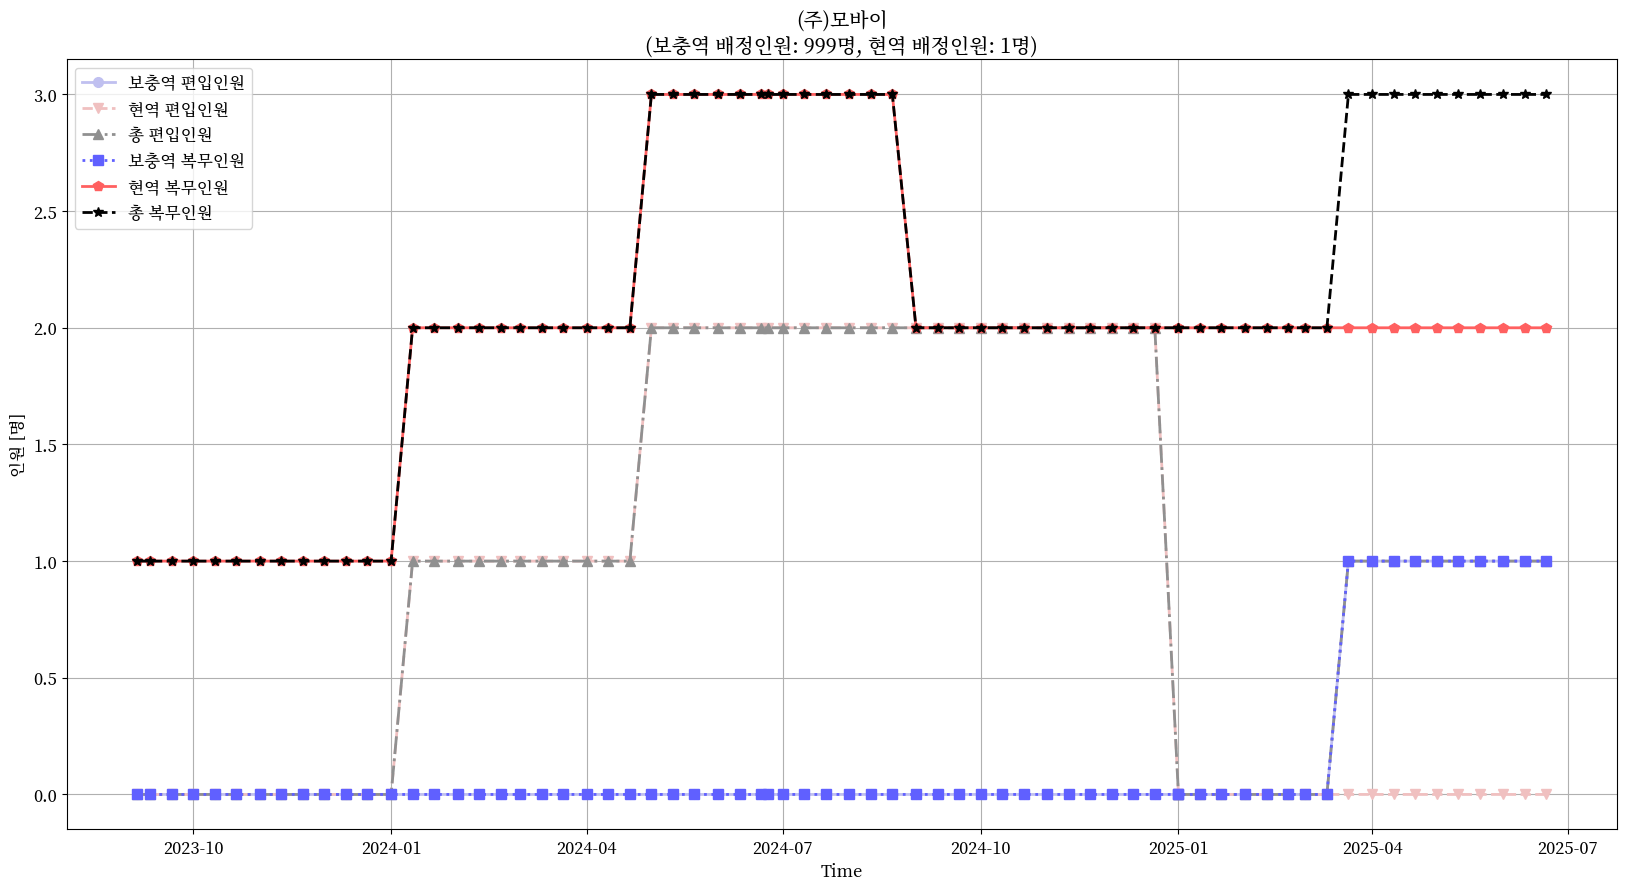 (주)모바이
(보충역 배정인원: 999명, 현역 배정인원: 1명)
보충역 편입인원
현역 편입인원
총 편입인원
보충역 복무인원
현역 복무인원
총 복무인원
인원 [명]
3.0
2.5
2.0
1.5
1.0
0.5
0.0
2023-10
2024-01
2024-04
2024-07
2024-10
2025-01
2025-04
2025-07
Time